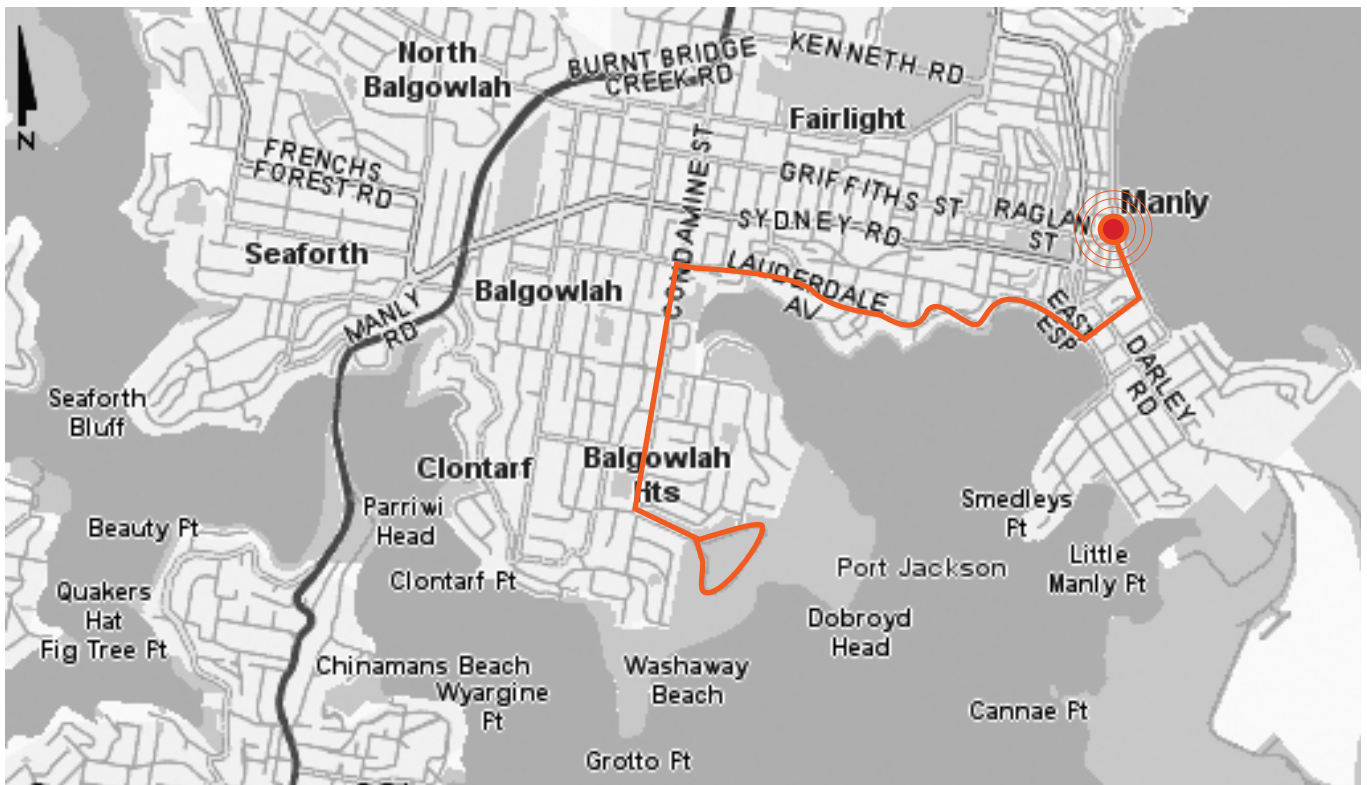 North
Balgowlah
BURNT BRIDGE
CREEK RD
KENNETH RD
Fairlight
FRENCHS
FOREST RD
CONDAMINE ST
GRIFFITHS ST
RAGLAN
ST
Manly
SYDNEY RD
Seaforth
Balgowlah
LAUDERDALE
AV
MANLY
RD
EAST
ESP
DARLEY
RD
Seaforth
Bluff
Clontarf
Balgowlah
Hts
Parriwi
Head
Smedleys
Pt
Beauty Pt
Clontarf Pt
Port Jackson
Little
Manly Pt
Quakers
Hat
Fig Tree Pt
Dobroyd
Head
Chinamans Beach
Wyargine
Pt
Washaway
Beach
Cannae Pt
Grotto Pt
N